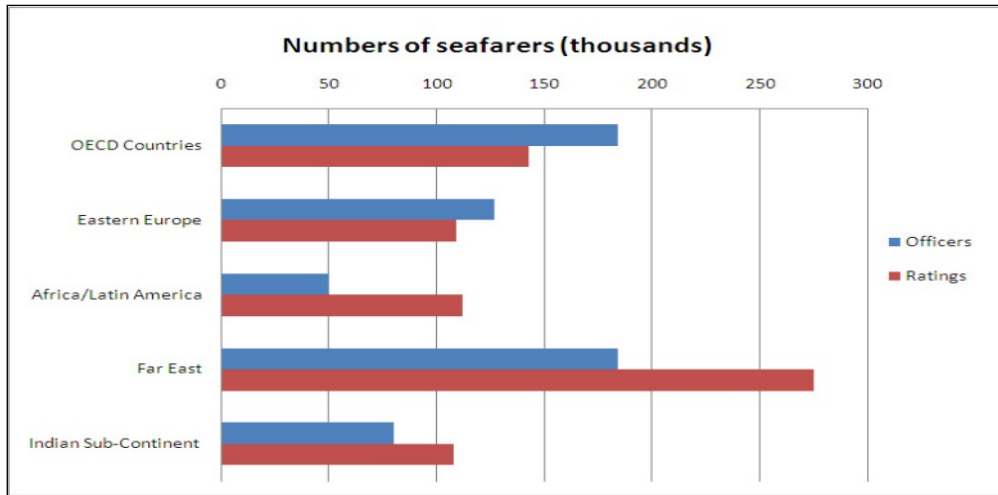 Numbers of seafarers (thousands)
0 50 100 150 200 250 300
OECD Countries
Eastern Europe
Africa/Latin America
Far East
Indian Sub-Continent
Officers
Ratings